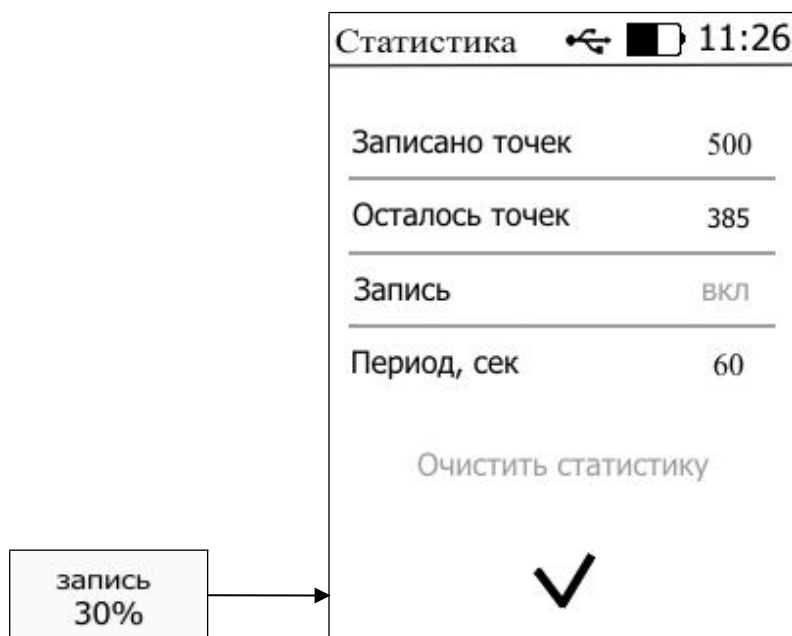 Статистика 11:26
Записано точек 500
Осталось точек 385
Запись вкл
Период, сек 60
Очистить статистику
запись
30%